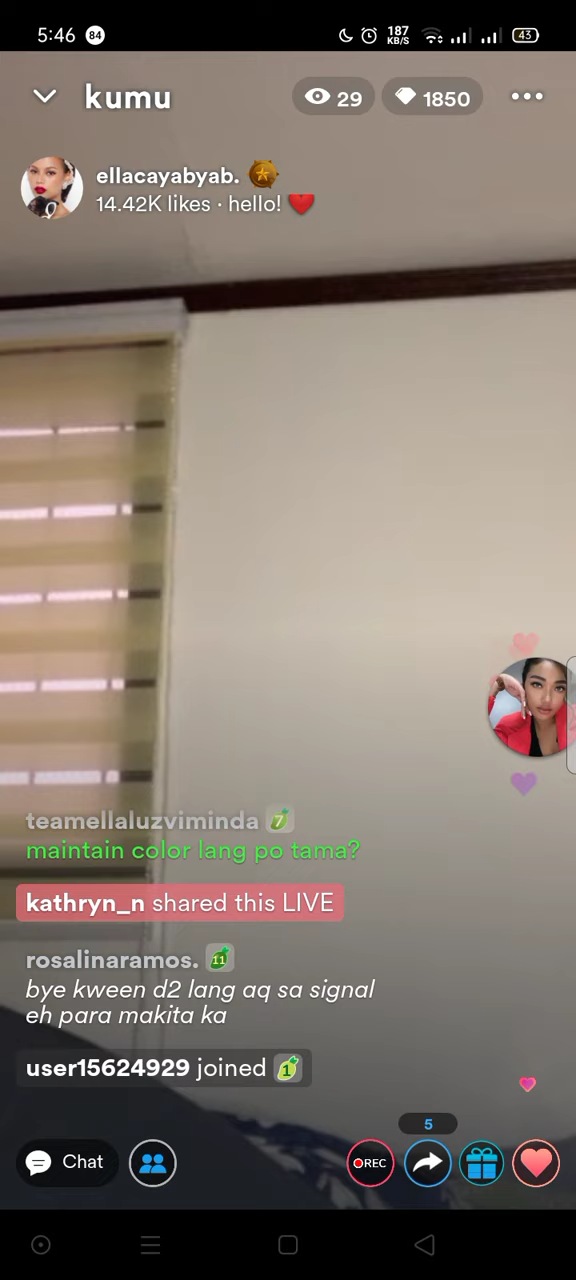 5:46 84 187 KB/S 43
kumu 29 1850
ellacayabyab.
14.42K likes · hello!
teamellaluzviminda 7
maintain color lang po tama?
kathryn_n shared this LIVE
rosalinaramos. 11
bye kween d2 lang aq sa signal
eh para makita ka
user15624929 joined 1
5
Chat REC